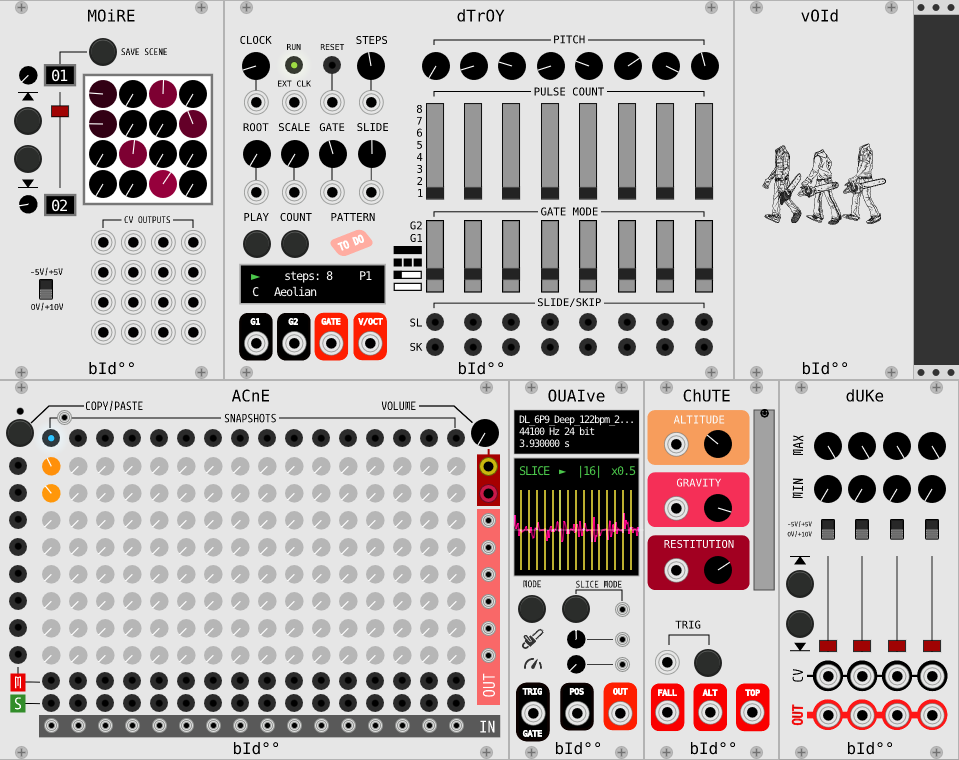 MOiRE
SAVE SCENE
01
02
CV OUTPUTS
-5V/+5V
0V/+10V
bId°°
dTrOY
CLOCK
RUN
RESET
STEPS
EXT CLK
ROOT
SCALE
GATE
SLIDE
PLAY
COUNT
PATTERN
TO DO
► steps: 8 P1
C Aeolian
G1
G2
GATE
V/OCT
PITCH
PULSE COUNT
8
7
6
5
4
3
2
1
GATE MODE
G2
G1
SLIDE/SKIP
SL
SK
bId°°
vOId
bId°°
ACnE
COPY/PASTE
VOLUME
SNAPSHOTS
M
S
OUT
IN
bId°°
OUAIve
DL_6P9_Deep_122bpm_2...
44100 Hz 24 bit
3.930000 s
SLICE ► |16| x0.5
MODE
SLICE MODE
TRIG
GATE
POS
OUT
bId°°
ChUTE
ALTITUDE
GRAVITY
RESTITUTION
TRIG
FALL
ALT
TOP
bId°°
dUKe
MAX
MIN
-5V/+5V
0V/+10V
CV
OUT
bId°°